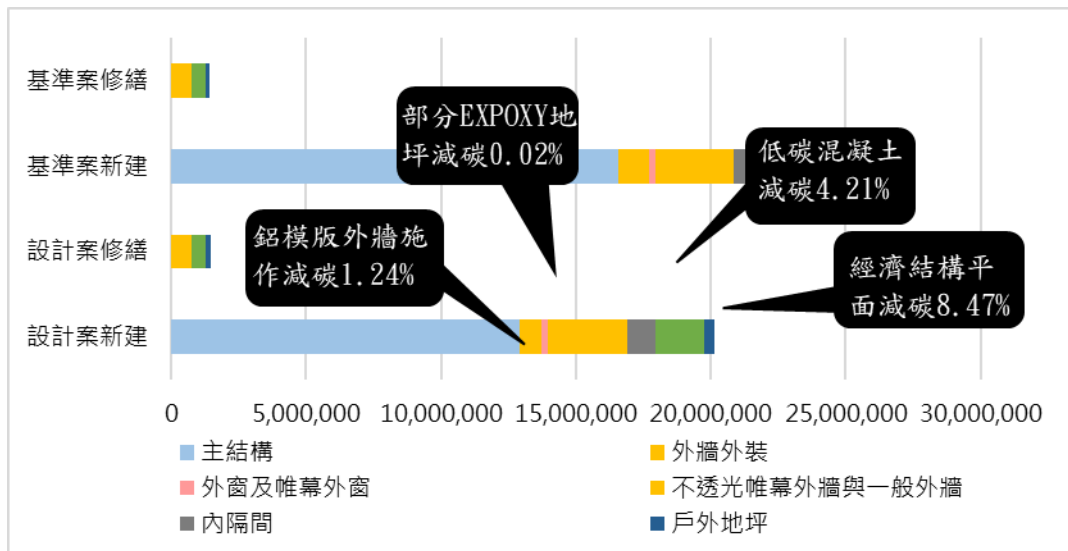 基準案修繕
部分EXPOXY地
坪減碳0.02%
低碳混凝土
減碳4.21%
基準案新建
鋁模版外牆施
作減碳1.24%
設計案修繕
經濟結構平
面減碳8.47%
設計案新建
0 5,000,000 10,000,000 15,000,000 20,000,000 25,000,000 30,000,000
主結構 外牆外裝
外窗及帷幕外窗 不透光帷幕外牆與一般外牆
內隔間 戶外地坪